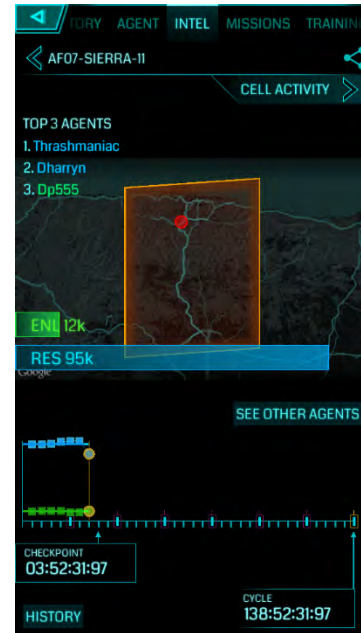 ORY AGENT INTEL MISSIONS TRAININ
AF07-SIERRA-11
CELL ACTIVITY
TOP 3 AGENTS
1. Thrashmaniac
2. Dharryn
3. Dp555
ENL 12k
RES 95k
Google
SEE OTHER AGENTS
CHECKPOINT
03:52:31:97
CYCLE
138:52:31:97
HISTORY